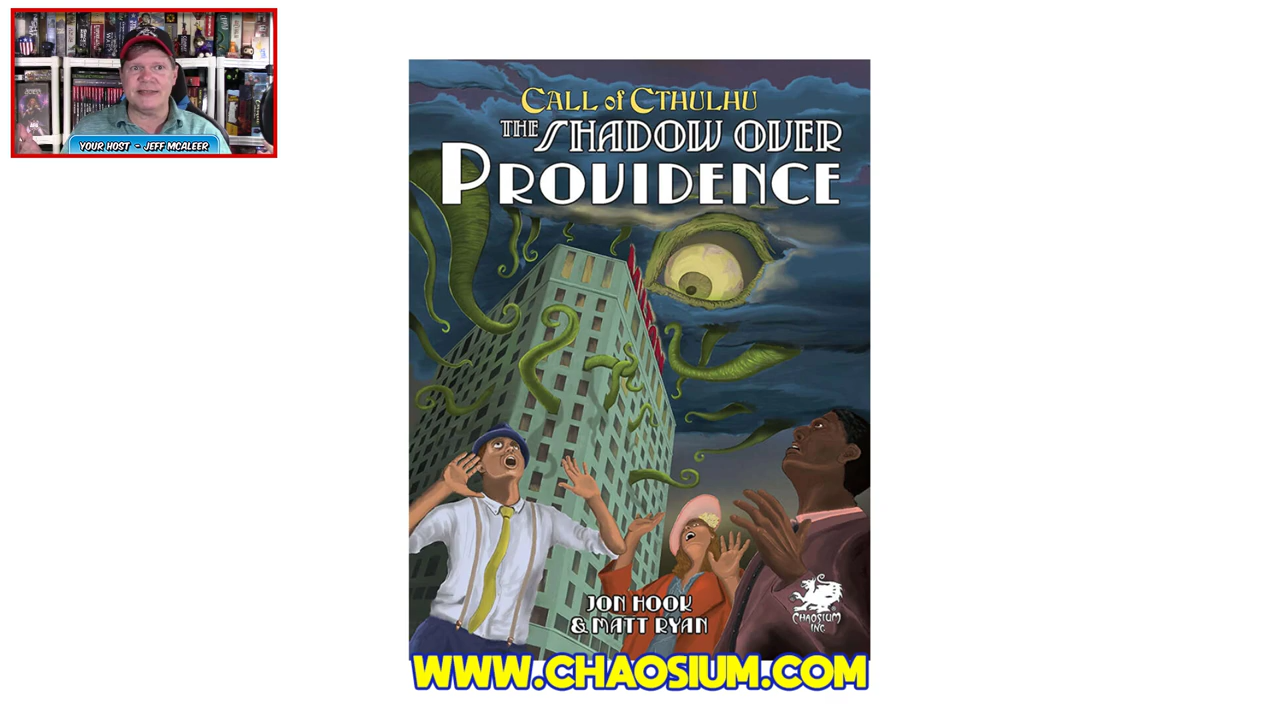 YOUR HOST - JEFF MCALEER
CALL of CTHULHU
THE SHADOW OVER
PROVIDENCE
JON HOOK
& MATT RYAN
CHAOSIUM
INC
WWW.CHAOSIUM.COM